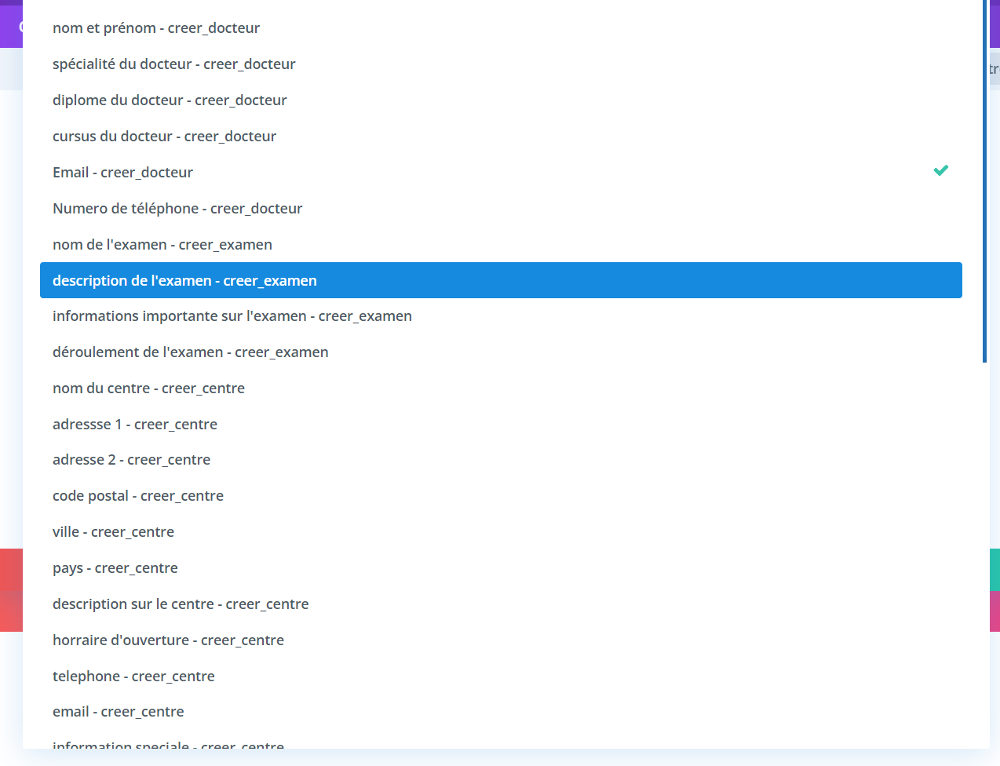 nom et prénom - creer_docteur
spécialité du docteur - creer_docteur
diplome du docteur - creer_docteur
cursus du docteur - creer_docteur
Email - creer_docteur
Numero de téléphone - creer_docteur
nom de l'examen - creer_examen
description de l'examen - creer_examen
informations importante sur l'examen - creer_examen
déroulement de l'examen - creer_examen
nom du centre - creer_centre
adressse 1 - creer_centre
adresse 2 - creer_centre
code postal - creer_centre
ville - creer_centre
pays - creer_centre
description sur le centre - creer_centre
horraire d'ouverture - creer_centre
telephone - creer_centre
email - creer_centre
information speciale - creer_centre